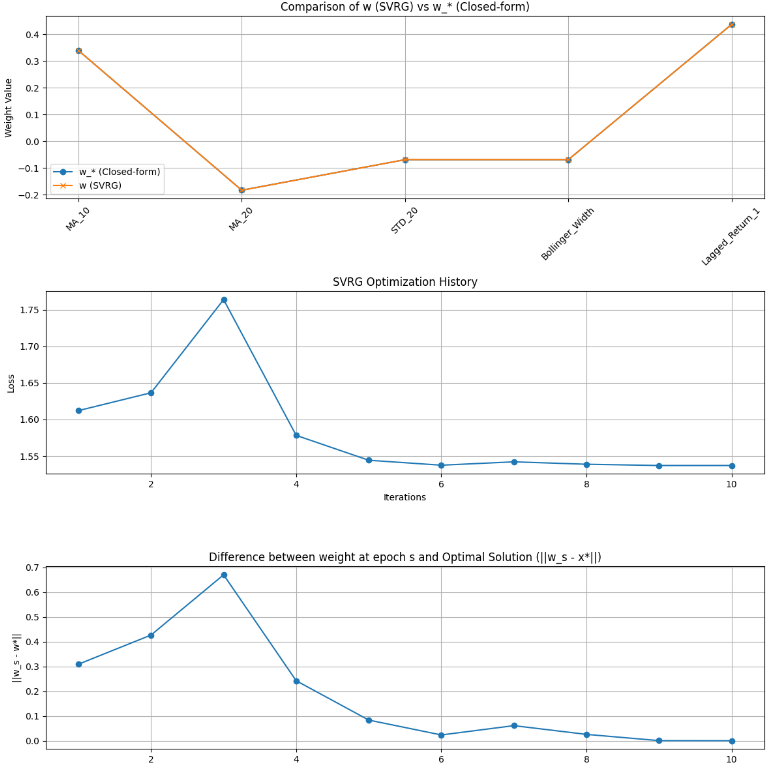 Comparison of w (SVRG) vs w_* (Closed-form)
Weight Value
0.4
0.3
0.2
0.1
0.0
−0.1
−0.2
w_* (Closed-form)
w (SVRG)
MA_10
MA_20
STD_20
Bollinger_Width
Lagged_Return_1
SVRG Optimization History
Loss
1.75
1.70
1.65
1.60
1.55
2
4
6
8
10
Iterations
Difference between weight at epoch s and Optimal Solution (||w_s - x*||)
||w_s - w*||
0.7
0.6
0.5
0.4
0.3
0.2
0.1
0.0
2
4
6
8
10